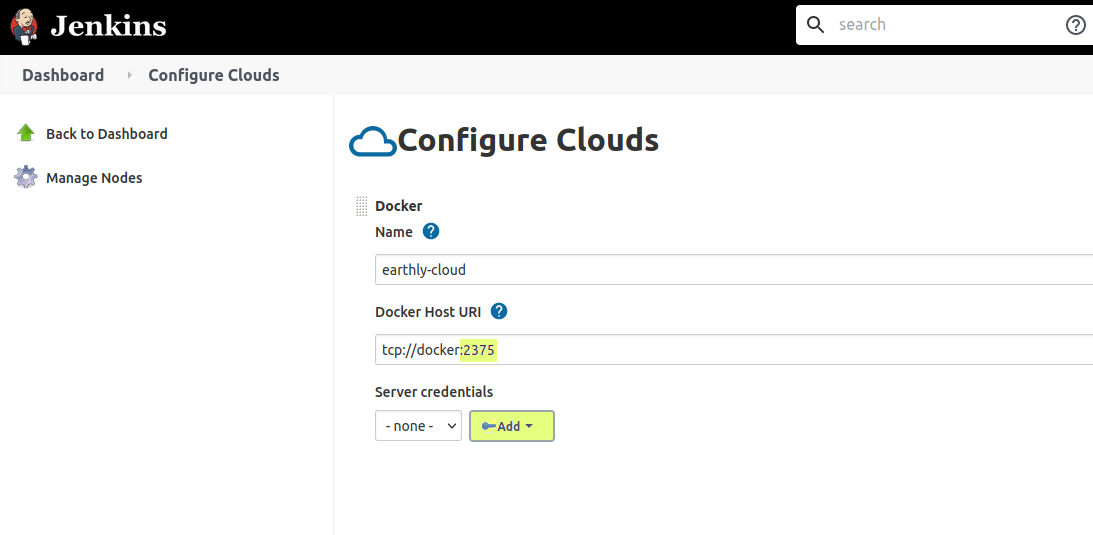 Jenkins
search
Dashboard Configure Clouds
Back to Dashboard
Manage Nodes
Configure Clouds
Docker
Name ?
earthly-cloud
Docker Host URI ?
tcp://docker:2375
Server credentials
- none - Add